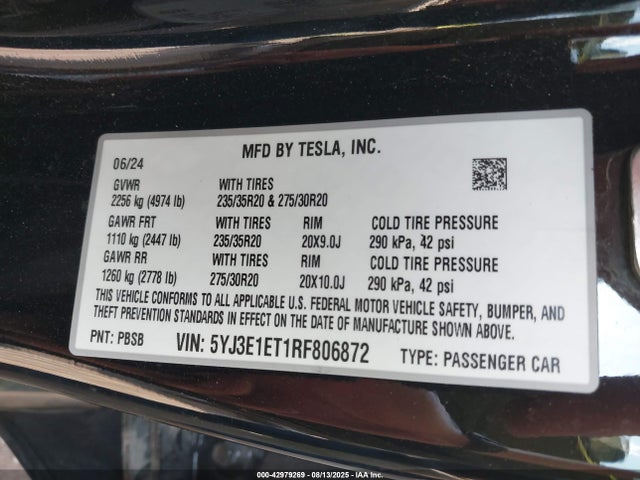 MFD BY TESLA, INC.
06/24
GVWR WITH TIRES
2256 kg (4974 lb) 235/35R20 & 275/30R20
GAWR FRT WITH TIRES RIM COLD TIRE PRESSURE
1110 kg (2447 lb) 235/35R20 20X9.0J 290 kPa, 42 psi
GAWR RR WITH TIRES RIM COLD TIRE PRESSURE
1260 kg (2778 lb) 275/30R20 20X10.0J 290 kPa, 42 psi
THIS VEHICLE CONFORMS TO ALL APPLICABLE U.S. FEDERAL MOTOR VEHICLE SAFETY, BUMPER, AND
THEFT PREVENTION STANDARDS IN EFFECT ON THE DATE OF MANUFACTURE SHOWN ABOVE.
PNT: PBSB VIN: 5YJ3E1ET1RF806872 TYPE: PASSENGER CAR
000-42979269 - 08/13/2025 - IAA Inc.